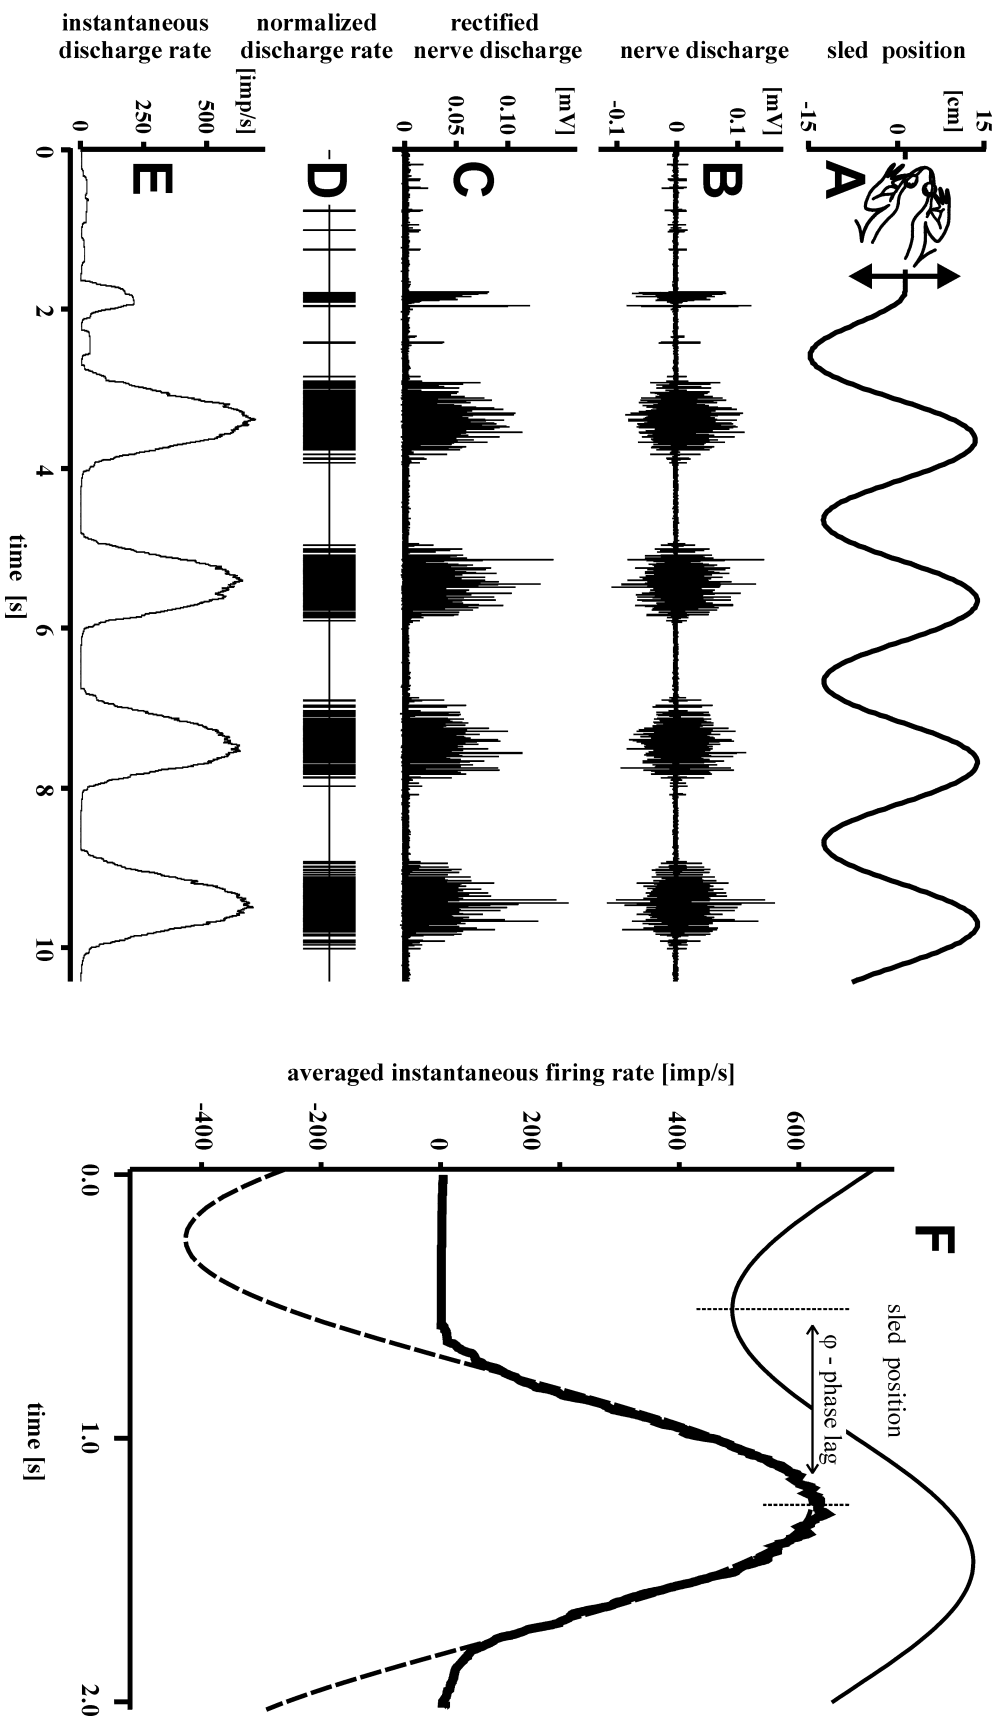 instantaneous
discharge rate
normalized
discharge rate
rectified
nerve discharge
nerve discharge
sled position
[imp/s]
500
250
0
[mV]
0.10
0.05
0
[mV]
0.1
0
-0.1
[cm]
15
0
-15
A
B
C
D
E
0
2
4
6
8
10
time [s]
averaged instantaneous firing rate [imp/s]
-400
-200
0
200
400
600
F
sled position
φ - phase lag
0.0
1.0
2.0
time [s]